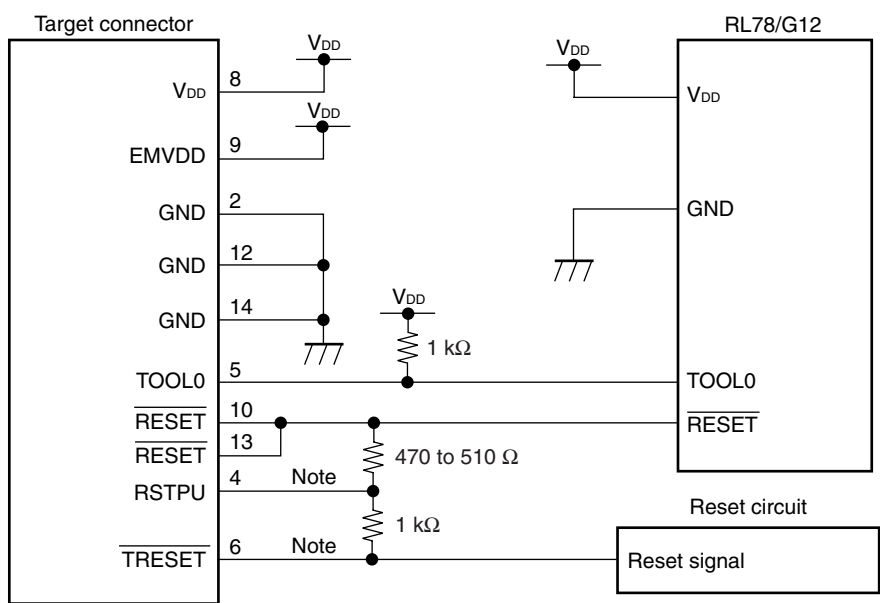 Target connector
RL78/G12
VDD
VDD
8
VDD
VDD
VDD
9
EMVDD
2
GND
GND
12
GND
14
GND
VDD
1 kΩ
5
TOOL0
TOOL0
10
RESET
RESET
13
RESET
470 to 510 Ω
4
Note
RSTPU
Reset circuit
1 kΩ
6
Note
TRESET
Reset signal